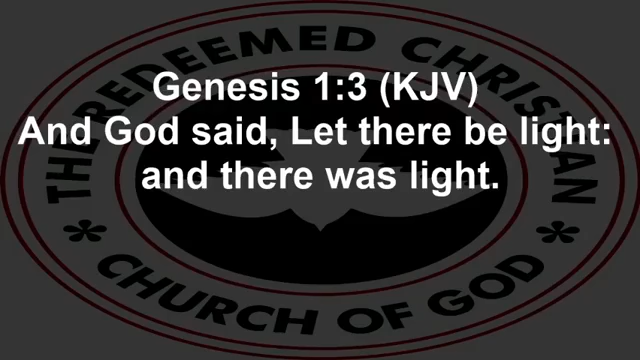 THE REDEEMED CHRISTIAN
Genesis 1:3 (KJV)
And God said, Let there be light:
and there was light.
CHURCH OF GOD